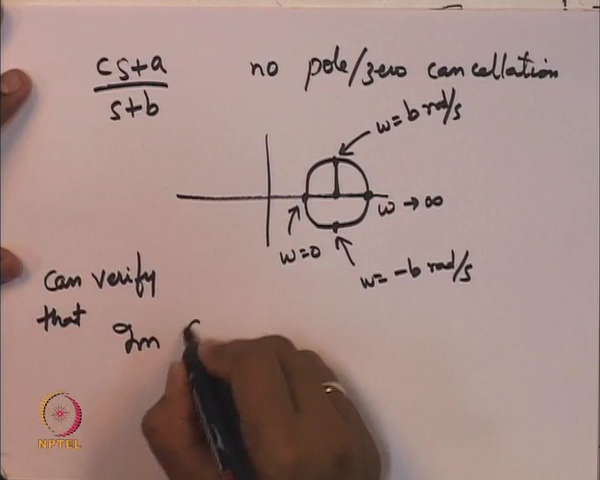 cs+a
s+b
no pole/zero cancellation
ω=b rad/s
ω→∞
ω=0
ω=-b rad/s
Can verify
that Im
NPTEL